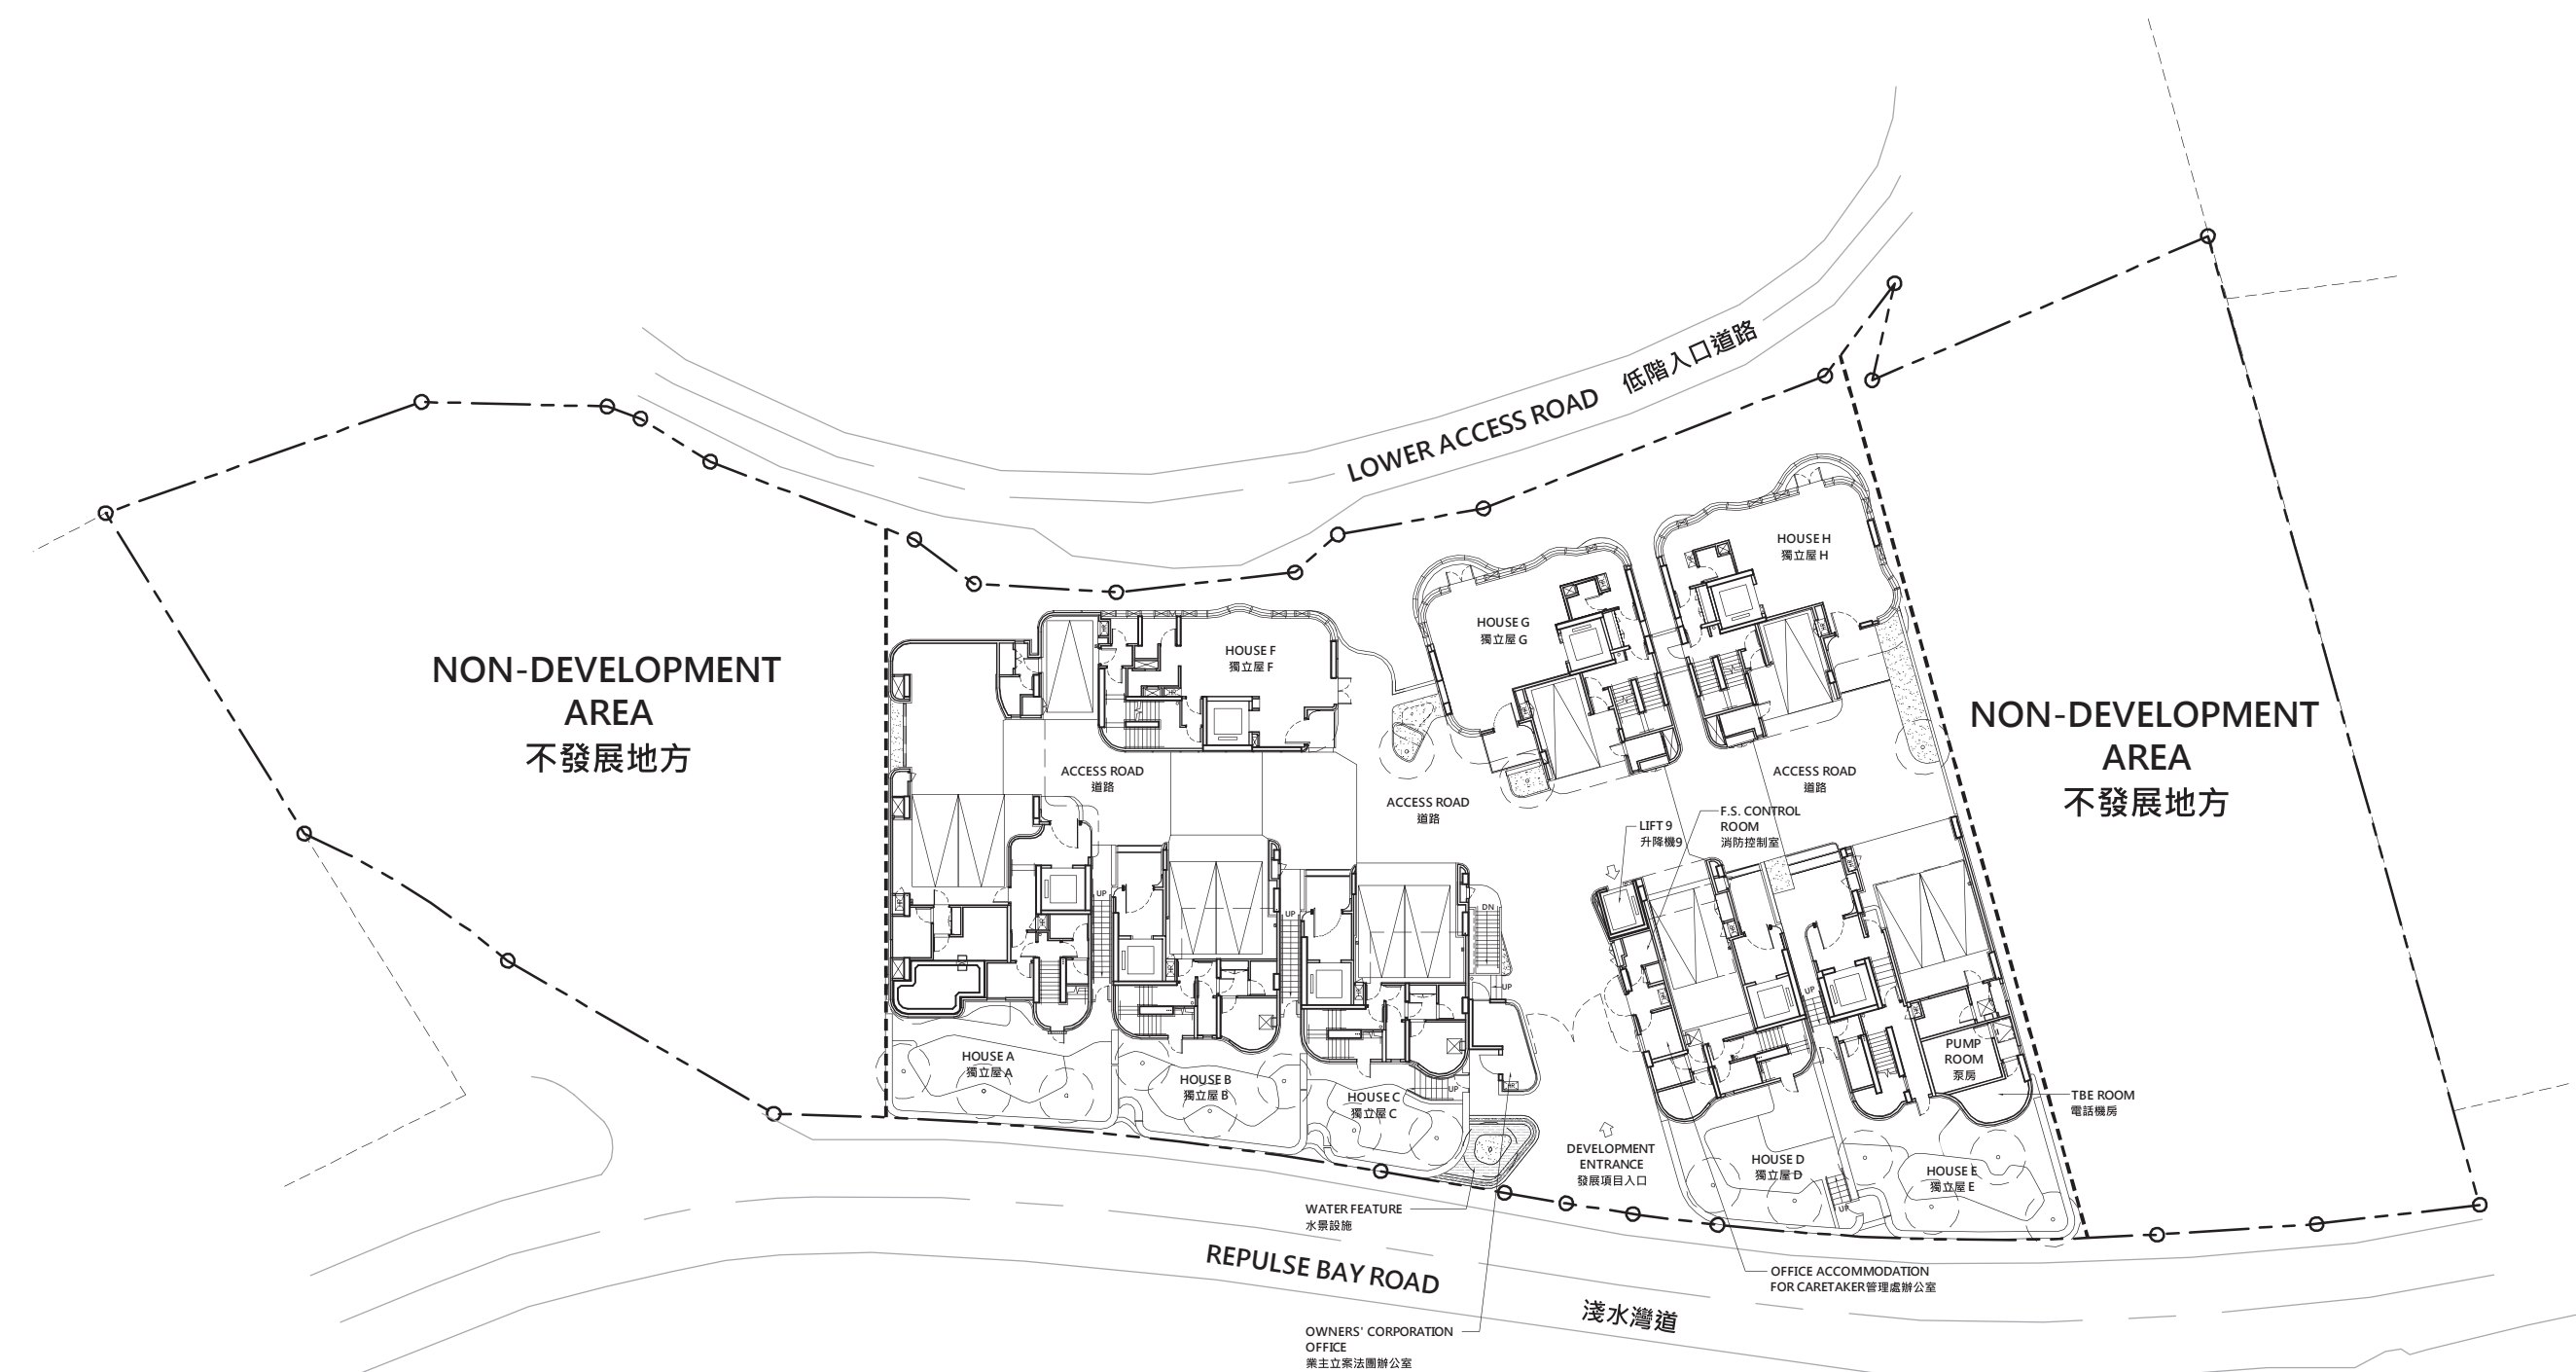 LOWER ACCESS ROAD 低階入口道路
HOUSE H
獨立屋 H
HOUSE G
獨立屋 G
HOUSE F
獨立屋 F
NON-DEVELOPMENT
AREA
不發展地方
NON-DEVELOPMENT
AREA
不發展地方
ACCESS ROAD
道路
ACCESS ROAD
道路
ACCESS ROAD
道路
F.S. CONTROL
ROOM
消防控制室
LIFT 9
升降機9
UP
UP
DN
UP
UP
UP
UP
PUMP
ROOM
泵房
TBE ROOM
電話機房
HOUSE A
獨立屋 A
HOUSE B
獨立屋 B
HOUSE C
獨立屋 C
DEVELOPMENT
ENTRANCE
發展項目入口
HOUSE D
獨立屋 D
HOUSE E
獨立屋 E
WATER FEATURE
水景設施
REPULSE BAY ROAD 淺水灣道
OFFICE ACCOMMODATION
FOR CARETAKER管理處辦公室
OWNERS' CORPORATION
OFFICE
業主立案法團辦公室